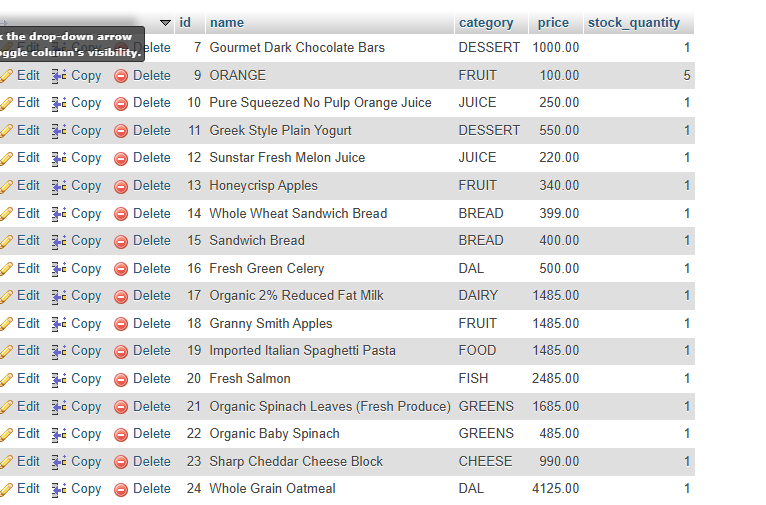 id name category price stock_quantity
k the drop-down arrow
oggle column's visibility.
Delete 7 Gourmet Dark Chocolate Bars DESSERT 1000.00 1
Edit Copy Delete 9 ORANGE FRUIT 100.00 5
Edit Copy Delete 10 Pure Squeezed No Pulp Orange Juice JUICE 250.00 1
Edit Copy Delete 11 Greek Style Plain Yogurt DESSERT 550.00 1
Edit Copy Delete 12 Sunstar Fresh Melon Juice JUICE 220.00 1
Edit Copy Delete 13 Honeycrisp Apples FRUIT 340.00 1
Edit Copy Delete 14 Whole Wheat Sandwich Bread BREAD 399.00 1
Edit Copy Delete 15 Sandwich Bread BREAD 400.00 1
Edit Copy Delete 16 Fresh Green Celery DAL 500.00 1
Edit Copy Delete 17 Organic 2% Reduced Fat Milk DAIRY 1485.00 1
Edit Copy Delete 18 Granny Smith Apples FRUIT 1485.00 1
Edit Copy Delete 19 Imported Italian Spaghetti Pasta FOOD 1485.00 1
Edit Copy Delete 20 Fresh Salmon FISH 2485.00 1
Edit Copy Delete 21 Organic Spinach Leaves (Fresh Produce) GREENS 1685.00 1
Edit Copy Delete 22 Organic Baby Spinach GREENS 485.00 1
Edit Copy Delete 23 Sharp Cheddar Cheese Block CHEESE 990.00 1
Edit Copy Delete 24 Whole Grain Oatmeal DAL 4125.00 1